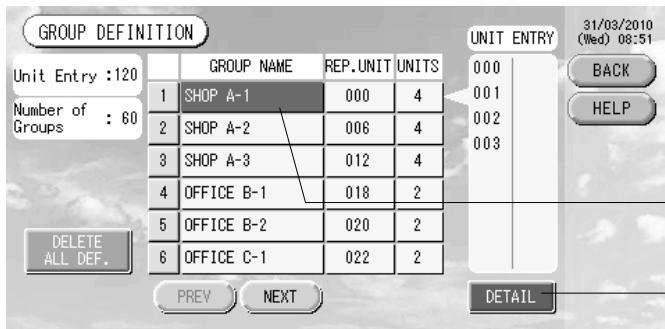 GROUP DEFINITION
UNIT ENTRY
31/03/2010
(Wed) 08:51
Unit Entry :120
Number of
Groups : 60
GROUP NAME REP.UNIT UNITS
1 SHOP A-1 000 4
2 SHOP A-2 006 4
3 SHOP A-3 012 4
4 OFFICE B-1 018 2
5 OFFICE B-2 020 2
6 OFFICE C-1 022 2
000
001
002
003
BACK
HELP
DELETE
ALL DEF.
PREV NEXT
DETAIL